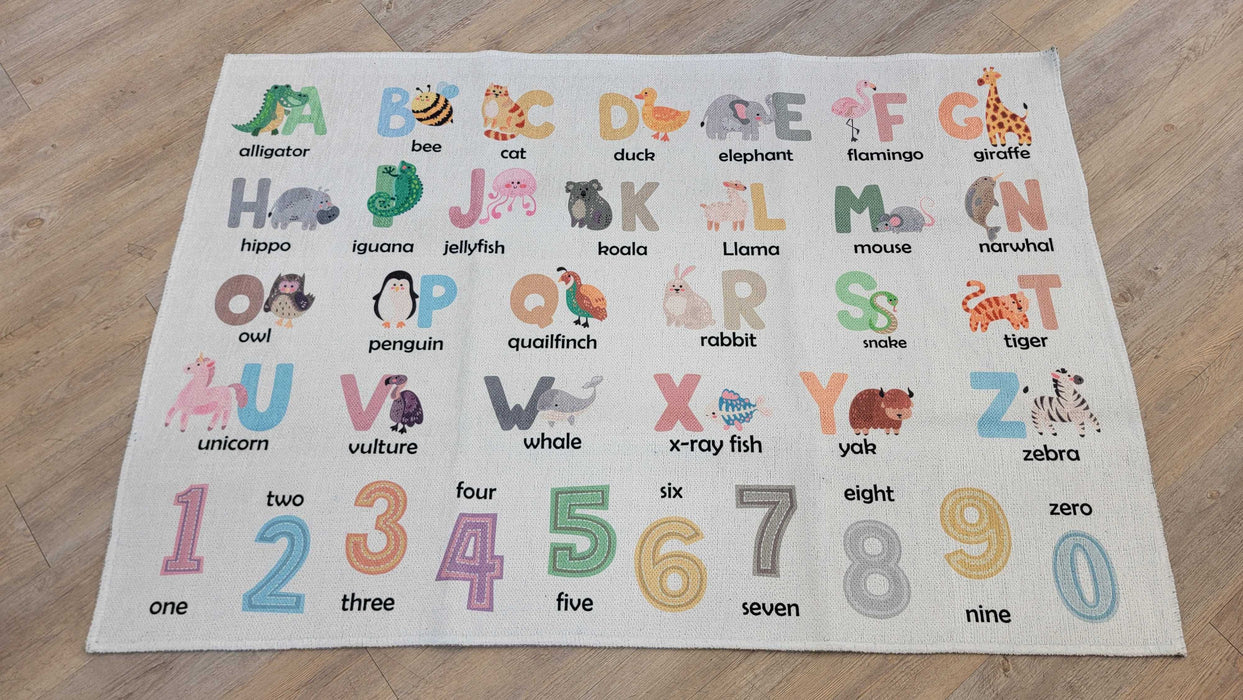 A B C D E F G
alligator bee cat duck elephant flamingo giraffe
H I J K L M N
hippo iguana jellyfish koala Llama mouse narwhal
O P Q R S T
owl penguin quailfinch rabbit snake tiger
U V W X Y Z
unicorn vulture whale x-ray fish yak zebra
two four six eight zero
1 2 3 4 5 6 7 8 9 0
one three five seven nine